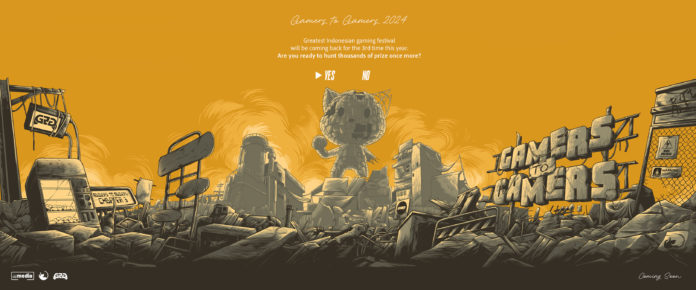 Gamers to Gamers 2024
Greatest Indonesian gaming festival
will be coming back for the 3rd time this year.
Are you ready to hunt thousands of prize once more?
YES NO
GAMERS
TO
GAMERS
media
Coming Soon